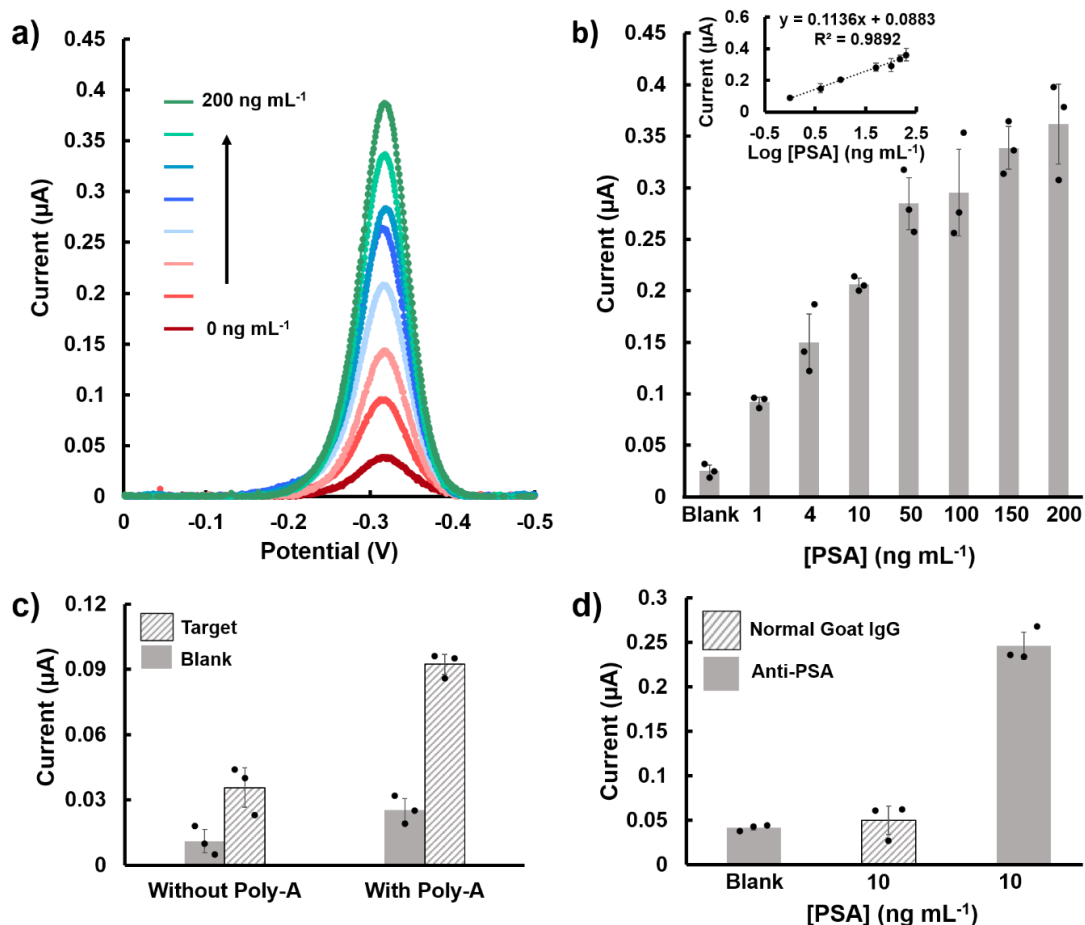 a)
Current (µA)
0.45
0.4
0.35
0.3
0.25
0.2
0.15
0.1
0.05
0
200 ng mL⁻¹
0 ng mL⁻¹
0 -0.1 -0.2 -0.3 -0.4 -0.5
Potential (V)
b)
Current (µA)
0.45
0.4
0.35
0.3
0.25
0.2
0.15
0.1
0.05
0
Current (µA)
0.6
0.4
0.2
0
y = 0.1136x + 0.0883
R² = 0.9892
-0.5 0.6 1.6 2.6
Log [PSA] (ng mL⁻¹)
Blank 1 4 10 50 100 150 200
[PSA] (ng mL⁻¹)
c)
Current (µA)
0.12
0.09
0.06
0.03
0
Target
Blank
Without Poly-A With Poly-A
d)
Current (µA)
0.3
0.25
0.2
0.15
0.1
0.05
0
Normal Goat IgG
Anti-PSA
Blank 10 10
[PSA] (ng mL⁻¹)